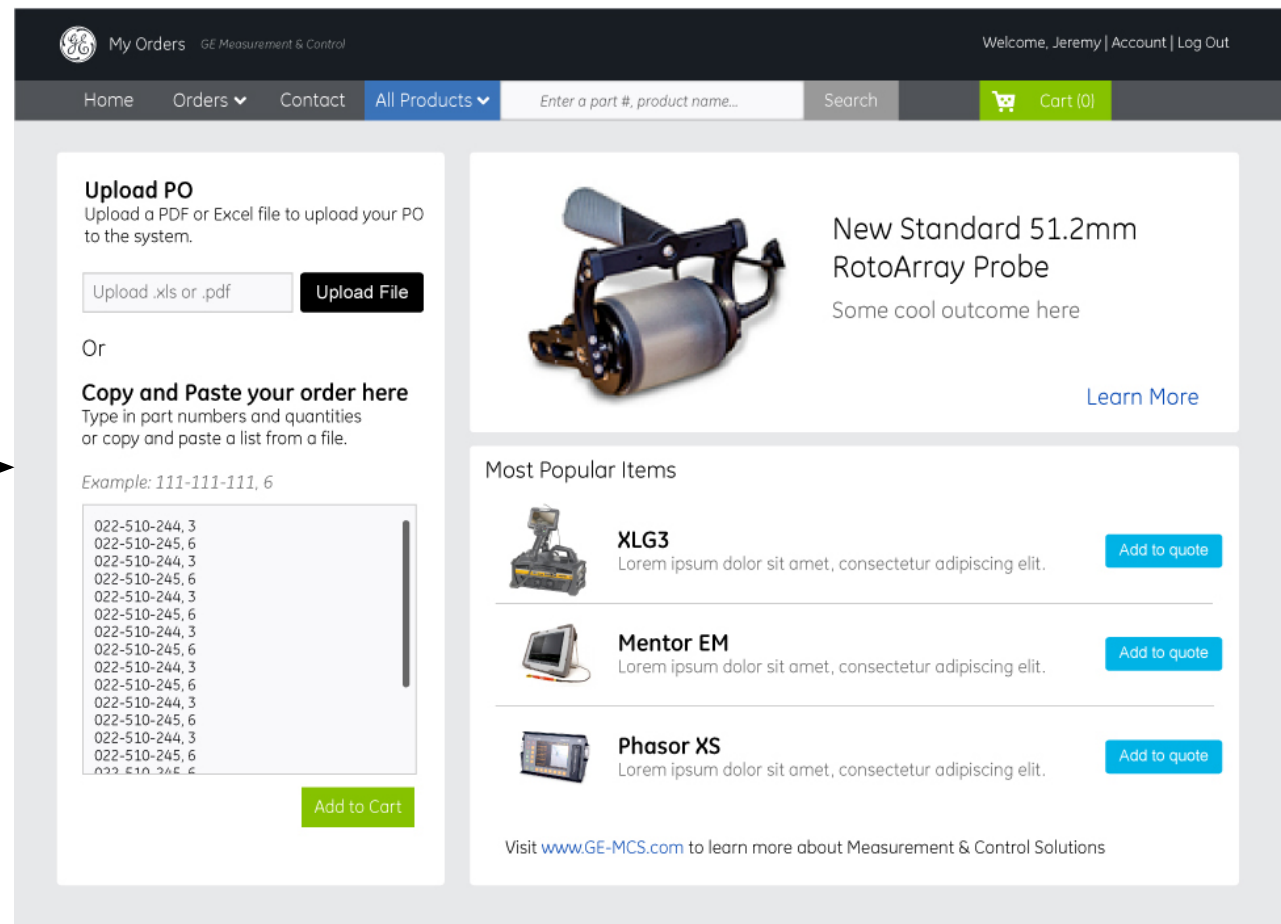 GE My Orders GE Measurement & Control
Welcome, Jeremy | Account | Log Out
Home Orders Contact All Products Enter a part #, product name... Search Cart (0)
Upload PO
Upload a PDF or Excel file to upload your PO
to the system.
Upload .xls or .pdf Upload File
Or
Copy and Paste your order here
Type in part numbers and quantities
or copy and paste a list from a file.
Example: 111-111-111, 6
022-510-244, 3
022-510-245, 6
022-510-244, 3
022-510-245, 6
022-510-244, 3
022-510-245, 6
022-510-244, 3
022-510-245, 6
022-510-244, 3
022-510-245, 6
022-510-244, 3
022-510-245, 6
022-510-244, 3
022-510-245, 6
022-510-245, 6
Add to Cart
New Standard 51.2mm
RotoArray Probe
Some cool outcome here
Learn More
Most Popular Items
XLG3
Lorem ipsum dolor sit amet, consectetur adipiscing elit.
Add to quote
Mentor EM
Lorem ipsum dolor sit amet, consectetur adipiscing elit.
Add to quote
Phasor XS
Lorem ipsum dolor sit amet, consectetur adipiscing elit.
Add to quote
Visit www.GE-MCS.com to learn more about Measurement & Control Solutions